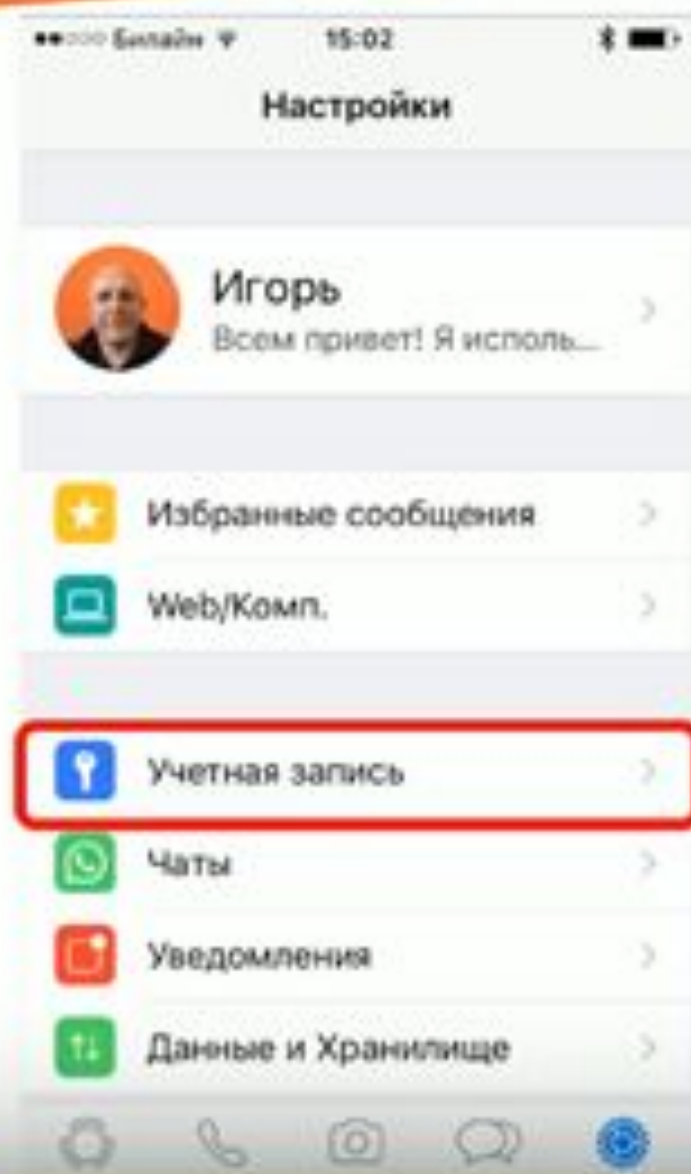 Билайн 15:02
Настройки
Игорь
Всем привет! Я исполь...
Избранные сообщения
Web/Комп.
Учетная запись
Чаты
Уведомления
Данные и Хранилище